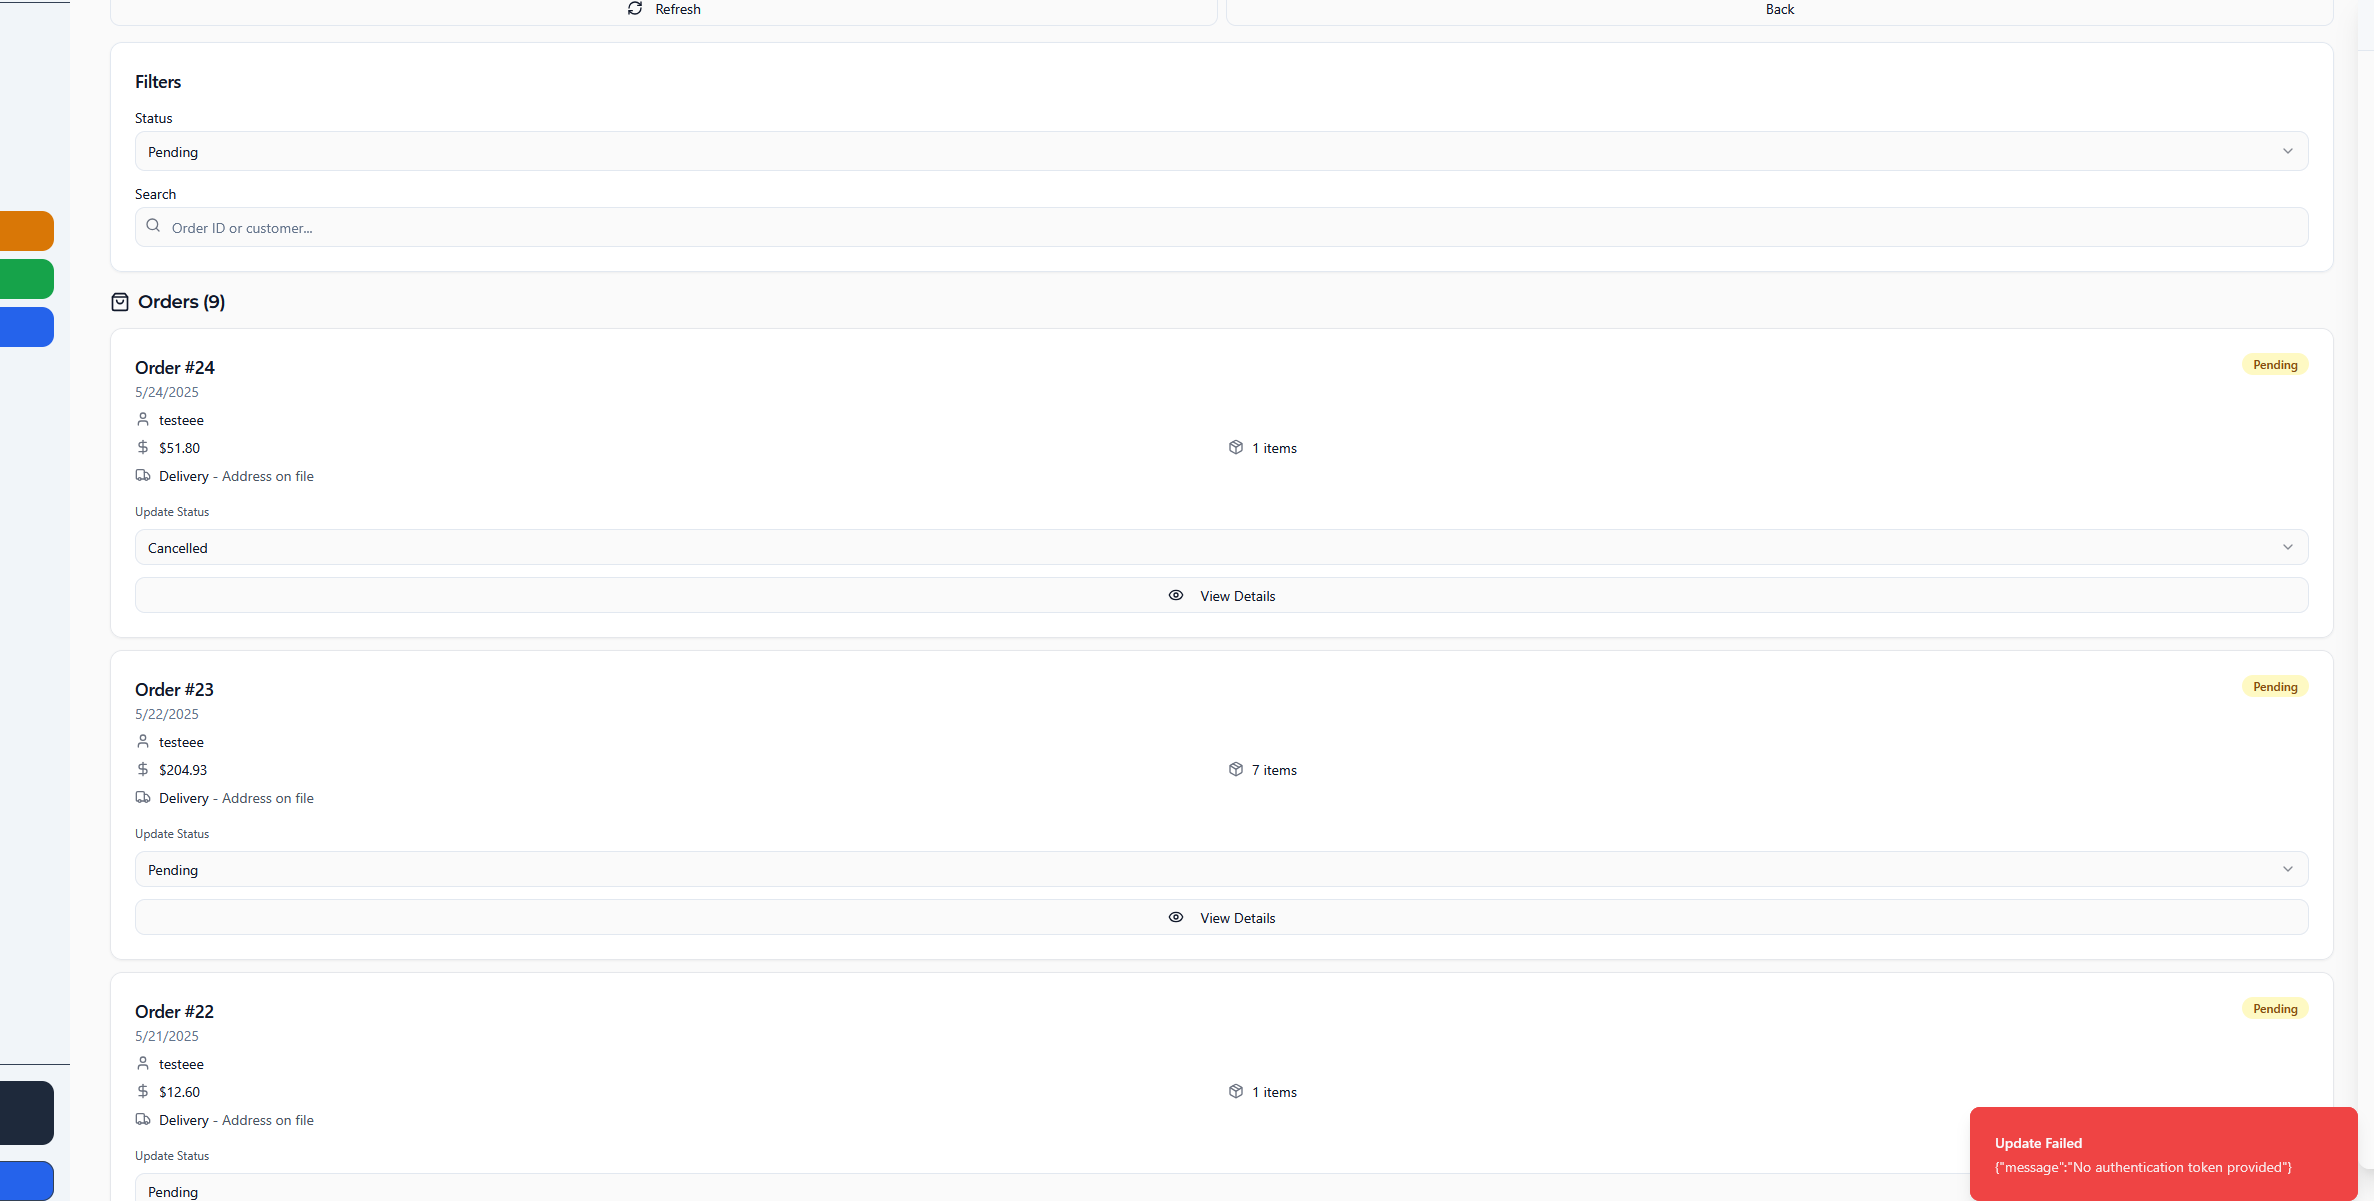 Refresh
Back
Filters
Status
Pending
Search
Order ID or customer...
Orders (9)
Order #24
Pending
5/24/2025
testeee
$51.80
1 items
Delivery - Address on file
Update Status
Cancelled
View Details
Order #23
Pending
5/22/2025
testeee
$204.93
7 items
Delivery - Address on file
Update Status
Pending
View Details
Order #22
Pending
5/21/2025
testeee
$12.60
1 items
Delivery - Address on file
Update Status
Pending
Update Failed
{"message":"No authentication token provided"}